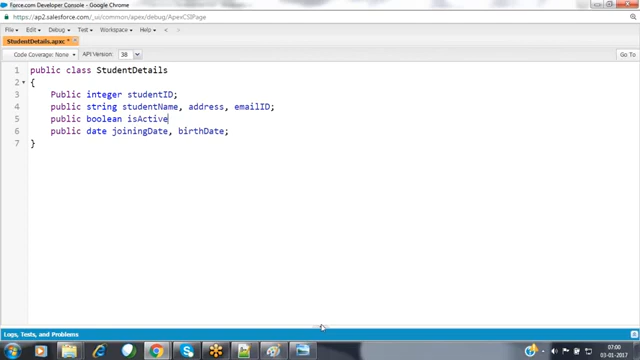 Force.com Developer Console - Google Chrome
https://ap2.salesforce.com/_ui/common/apex/debug/ApexCSIPage
File Edit Debug Test Workspace Help < >
StudentDetails.apxc *
Code Coverage: None API Version: 38 Go To
1 public class StudentDetails
2 {
3 Public integer studentID;
4 public string studentName, address, emailID;
5 public boolean isActive
6 public date joiningDate, birthDate;
7 }
Logs, Tests, and Problems
07:00
03-01-2017